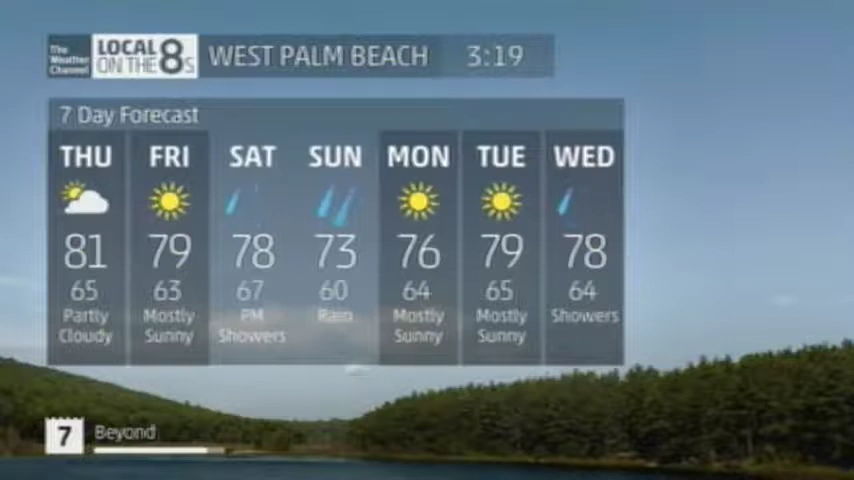 The Weather Channel
LOCAL ON THE 8s
WEST PALM BEACH 3:19
7 Day Forecast
THU FRI SAT SUN MON TUE WED
81 79 78 73 76 79 78
65 63 67 60 64 65 64
Partly Mostly PM Rain Mostly Mostly Showers
Cloudy Sunny Showers Sunny Sunny
7 Beyond